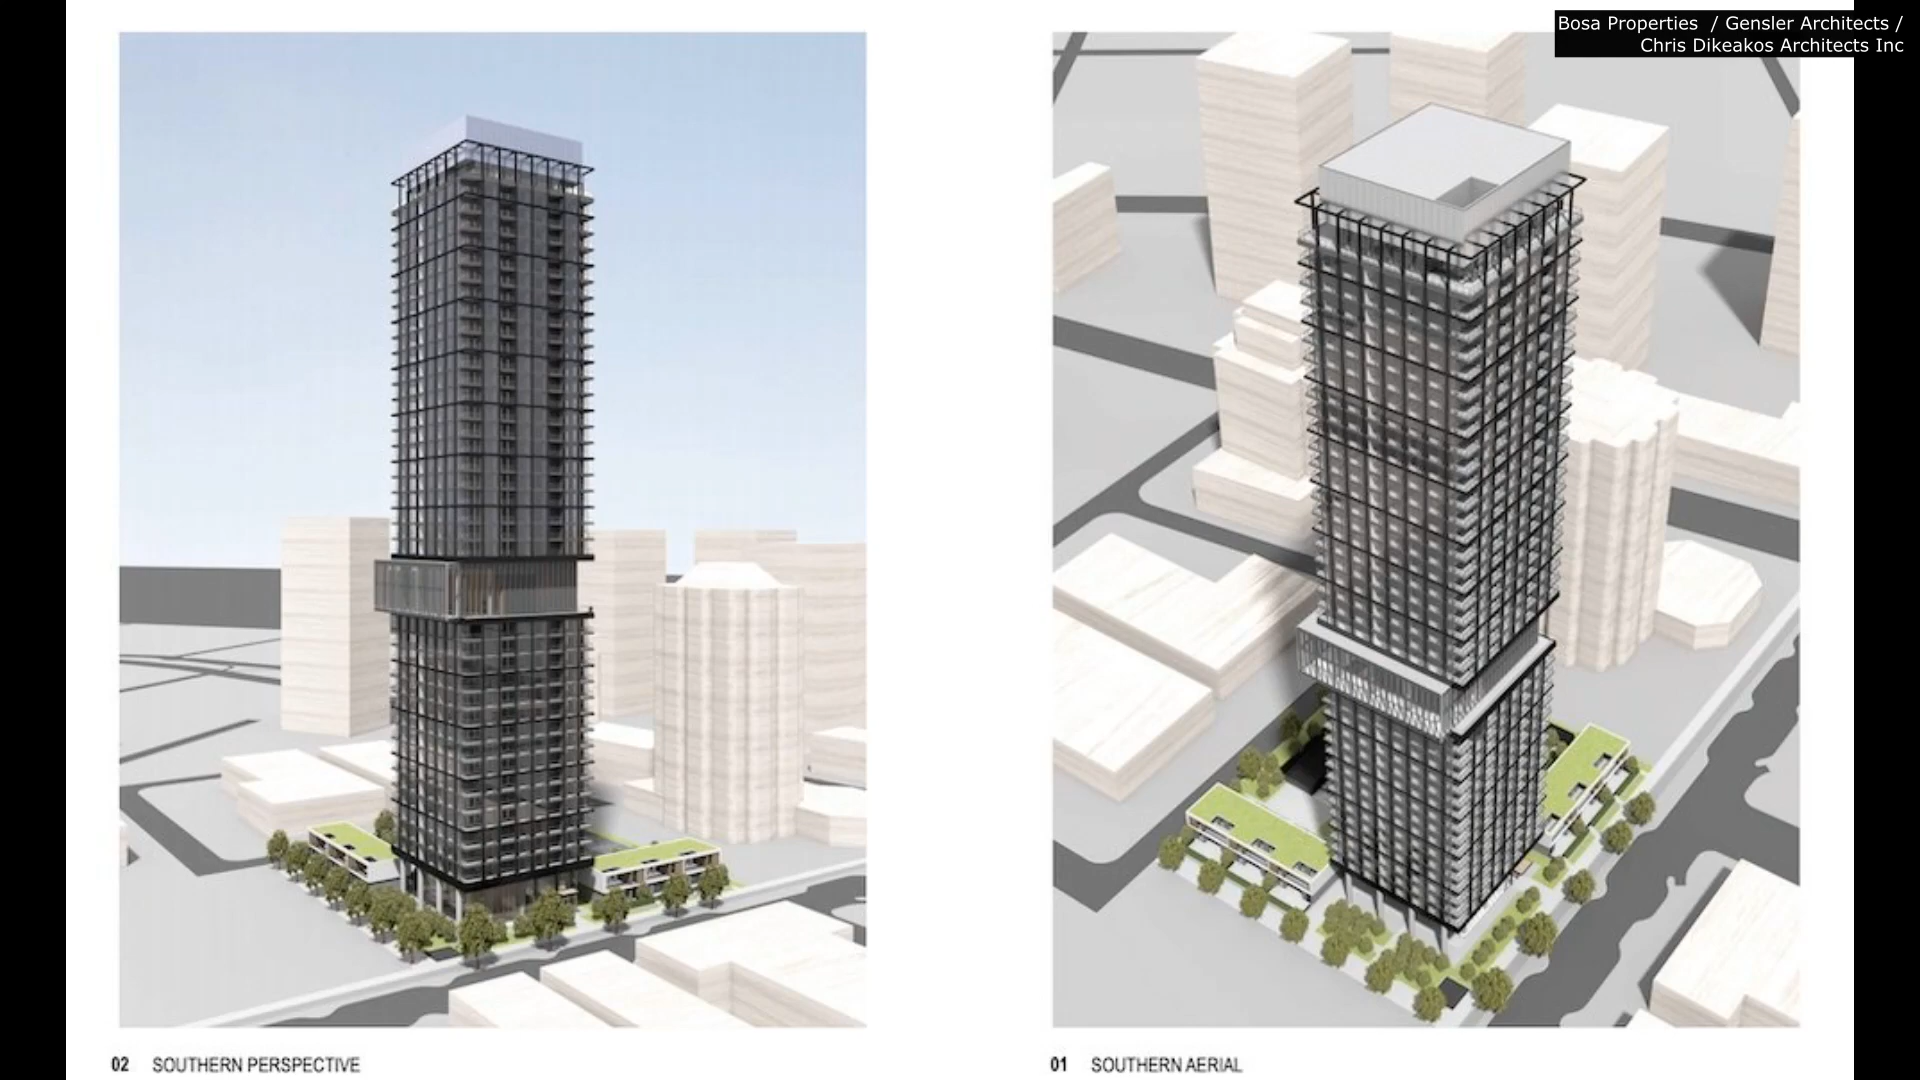 Bosa Properties / Gensler Architects /
Chris Dikeakos Architects Inc
02 SOUTHERN PERSPECTIVE
01 SOUTHERN AERIAL